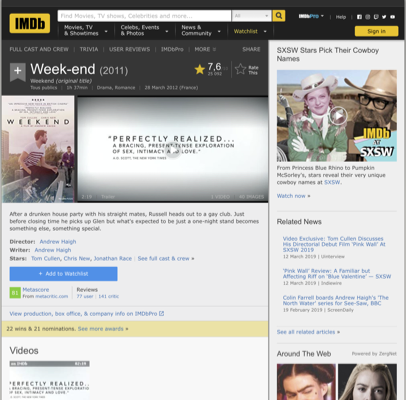 IMDb
Find Movies, TV shows, Celebrities and more...
All
Movies, TV & Showtimes
Celebs, Events & Photos
News & Community
Watchlist
IMDbPro
Help
Sign in
FULL CAST AND CREW | TRIVIA | USER REVIEWS | IMDbPro | MORE
SHARE
Week-end (2011)
Weekend (original title)
Tous publics | 1h 37min | Drama, Romance | 28 March 2012 (France)
7,6
Rate This
WEEKEND
"PERFECTLY REALIZED...
A BRACING, PRESENT-TENSE EXPLORATION
OF SEX, INTIMACY AND LOVE."
A.O. SCOTT, THE NEW YORK TIMES
After a drunken house party with his straight mates, Russell heads out to a gay club. Just
before closing time he picks up Glen but what's expected to be just a one-night stand becomes
something else, something special.
Director: Andrew Haigh
Writer: Andrew Haigh
Stars: Tom Cullen, Chris New, Jonathan Race | See full cast & crew »
+ Add to Watchlist
81
Metascore
From metacritic.com
Reviews
77 user | 141 critic
View production, box office, & company info on IMDbPro
22 wins & 21 nominations. See more awards »
Videos
"PERFECTLY REALIZED...
SXSW Stars Pick Their Cowboy
Names
IMDb
AT
SXSW
From Princess Blue Rhino to Pumpkin
McSorley's, stars reveal their very
unique cowboy names at SXSW.
Watch now »
Related News
Video Exclusive: Tom Cullen Discusses
His Directorial Debut Film 'Pink Wall' At
SXSW
12 March 2019 | uInterview
'Pink Wall' Review: A Familiar but
Affecting Riff on 'Blue Valentine' — SXSW
12 March 2019 | Indiewire
Colin Farrell boards Andrew Haigh's 'The
North Water' series for See-Saw, BBC
19 February 2019 | ScreenDaily
See all related articles »
Around The Web
Powered by ZergNet